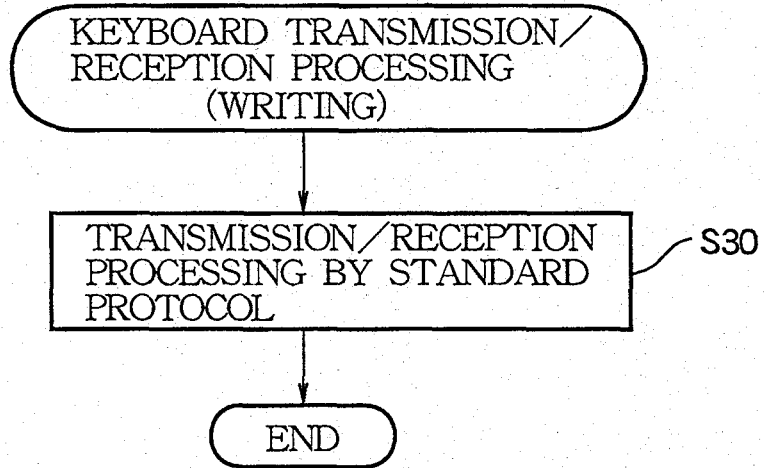 KEYBOARD TRANSMISSION/
RECEPTION PROCESSING
(WRITING)
TRANSMISSION/RECEPTION
PROCESSING BY STANDARD
PROTOCOL
S30
END